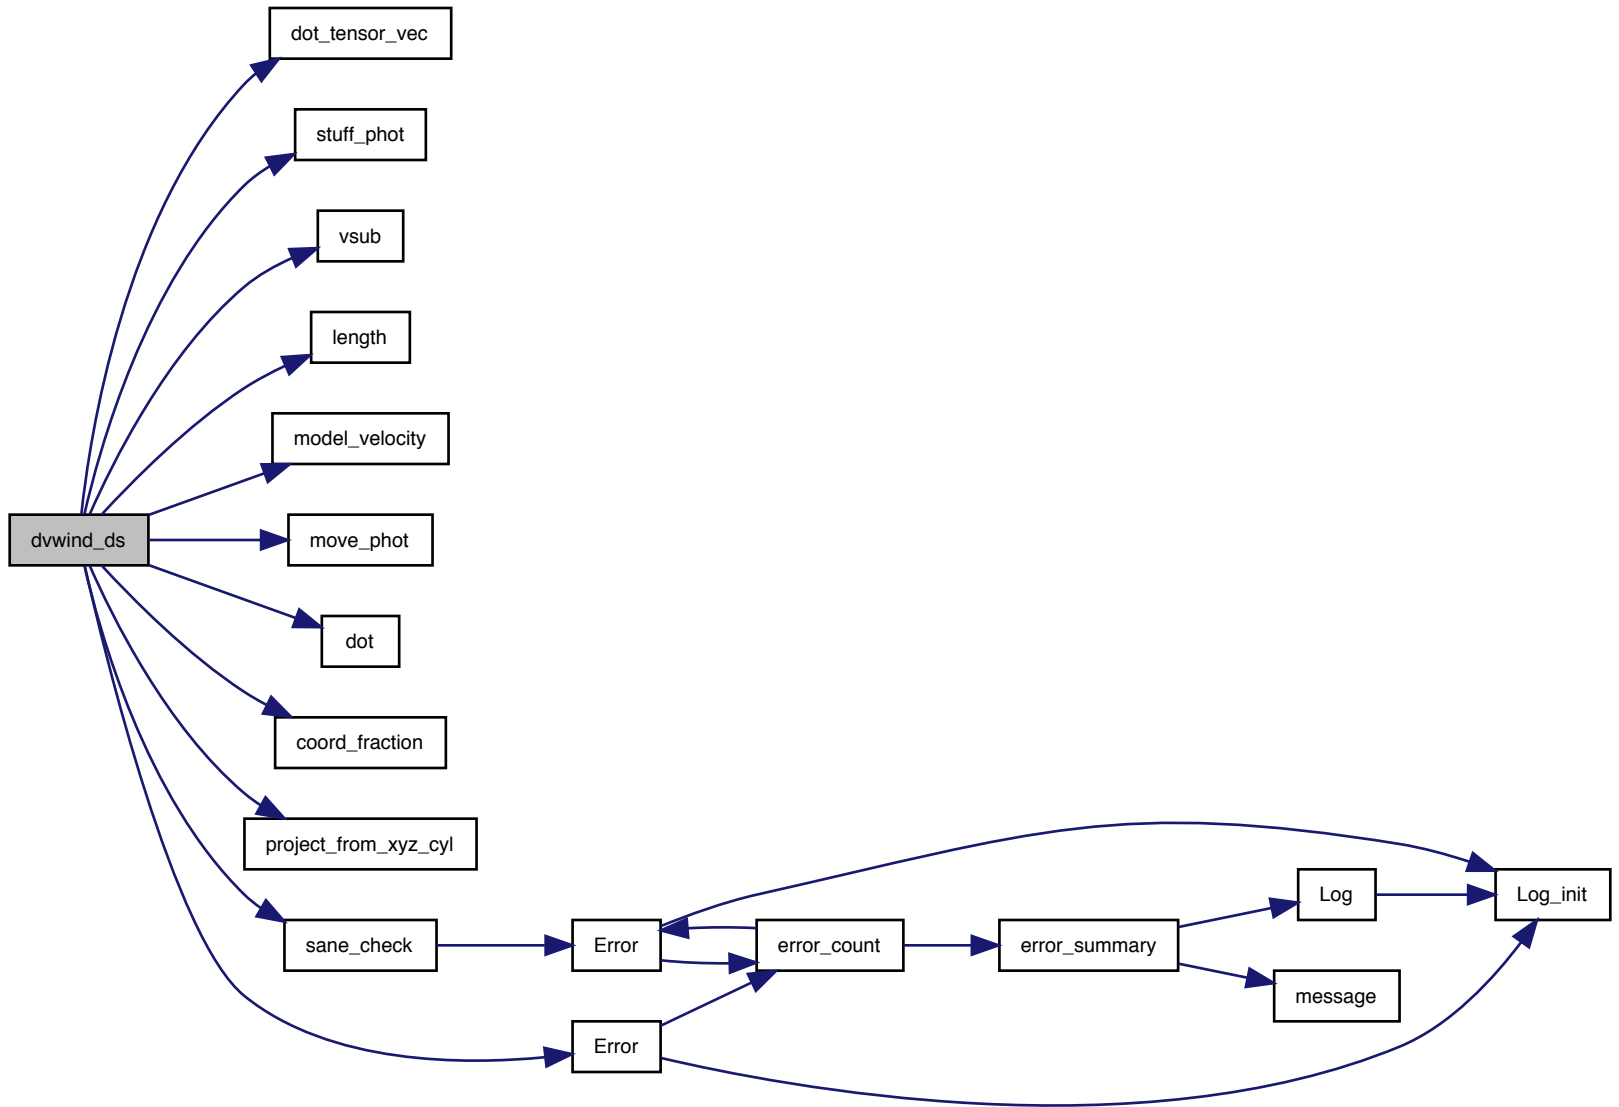 dot_tensor_vec
stuff_phot
vsub
length
model_velocity
dvwind_ds
move_phot
dot
coord_fraction
project_from_xyz_cyl
Log
Log_init
sane_check
Error
error_count
error_summary
message
Error